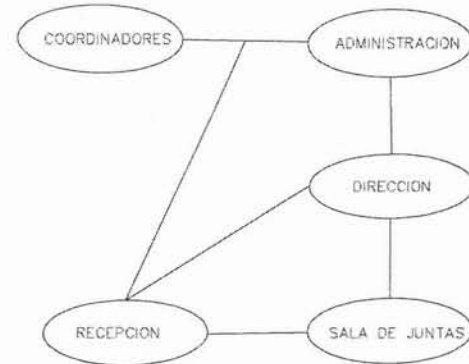 COORDINADORES
ADMINISTRACION
DIRECCION
RECEPCION
SALA DE JUNTAS